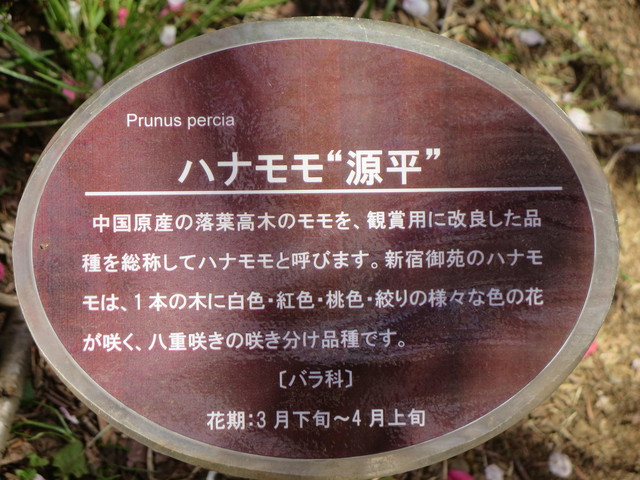 Prunus percia
ハナモモ“源平”
中国原産の落葉高木のモモを、観賞用に改良した品
種を総称してハナモモと呼びます。新宿御苑のハナモ
モは、1本の木に白色・紅色・桃色・絞りの様々な色の花
が咲く、八重咲きの咲き分け品種です。
〔バラ科〕
花期：3月下旬～4月上旬